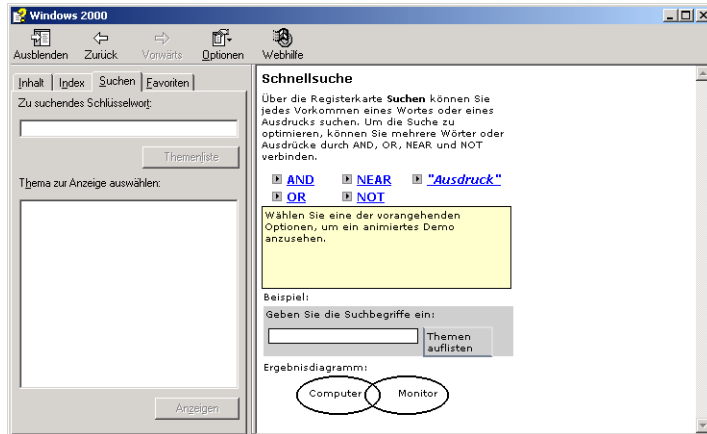 Windows 2000
Ausblenden Zurück Vorwärts Optionen Webhilfe
Inhalt Index Suchen Favoriten
Zu suchendes Schlüsselwort:
Themenliste
Thema zur Anzeige auswählen:
Anzeigen
Schnellsuche
Über die Registerkarte Suchen können Sie
jedes Vorkommen eines Wortes oder eines
Ausdrucks suchen. Um die Suche zu
optimieren, können Sie mehrere Wörter oder
Ausdrücke durch AND, OR, NEAR und NOT
verbinden.
AND NEAR "Ausdruck"
OR NOT
Wählen Sie eine der vorangehenden
Optionen, um ein animiertes Demo
anzusehen.
Beispiel:
Geben Sie die Suchbegriffe ein:
Themen
auflisten
Ergebnisdiagramm:
Computer Monitor